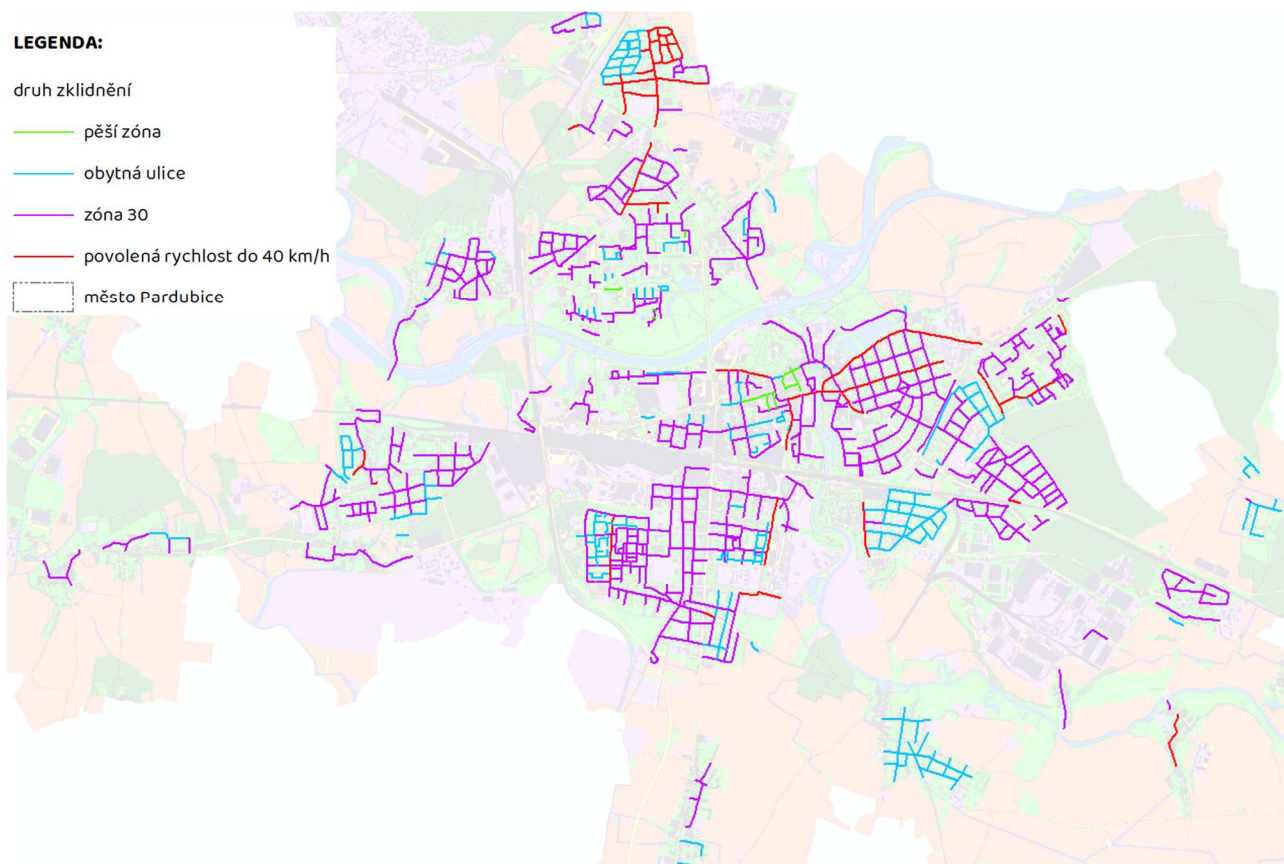 LEGENDA:
druh zklidnění
pěší zóna
obytná ulice
zóna 30
povolená rychlost do 40 km/h
město Pardubice